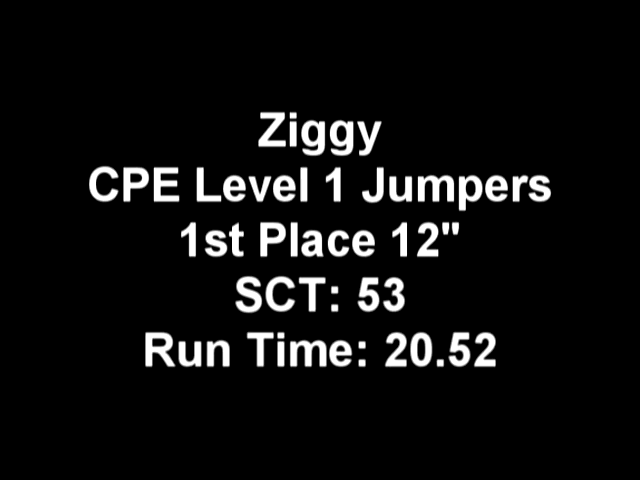 Ziggy
CPE Level 1 Jumpers
1st Place 12"
SCT: 53
Run Time: 20.52